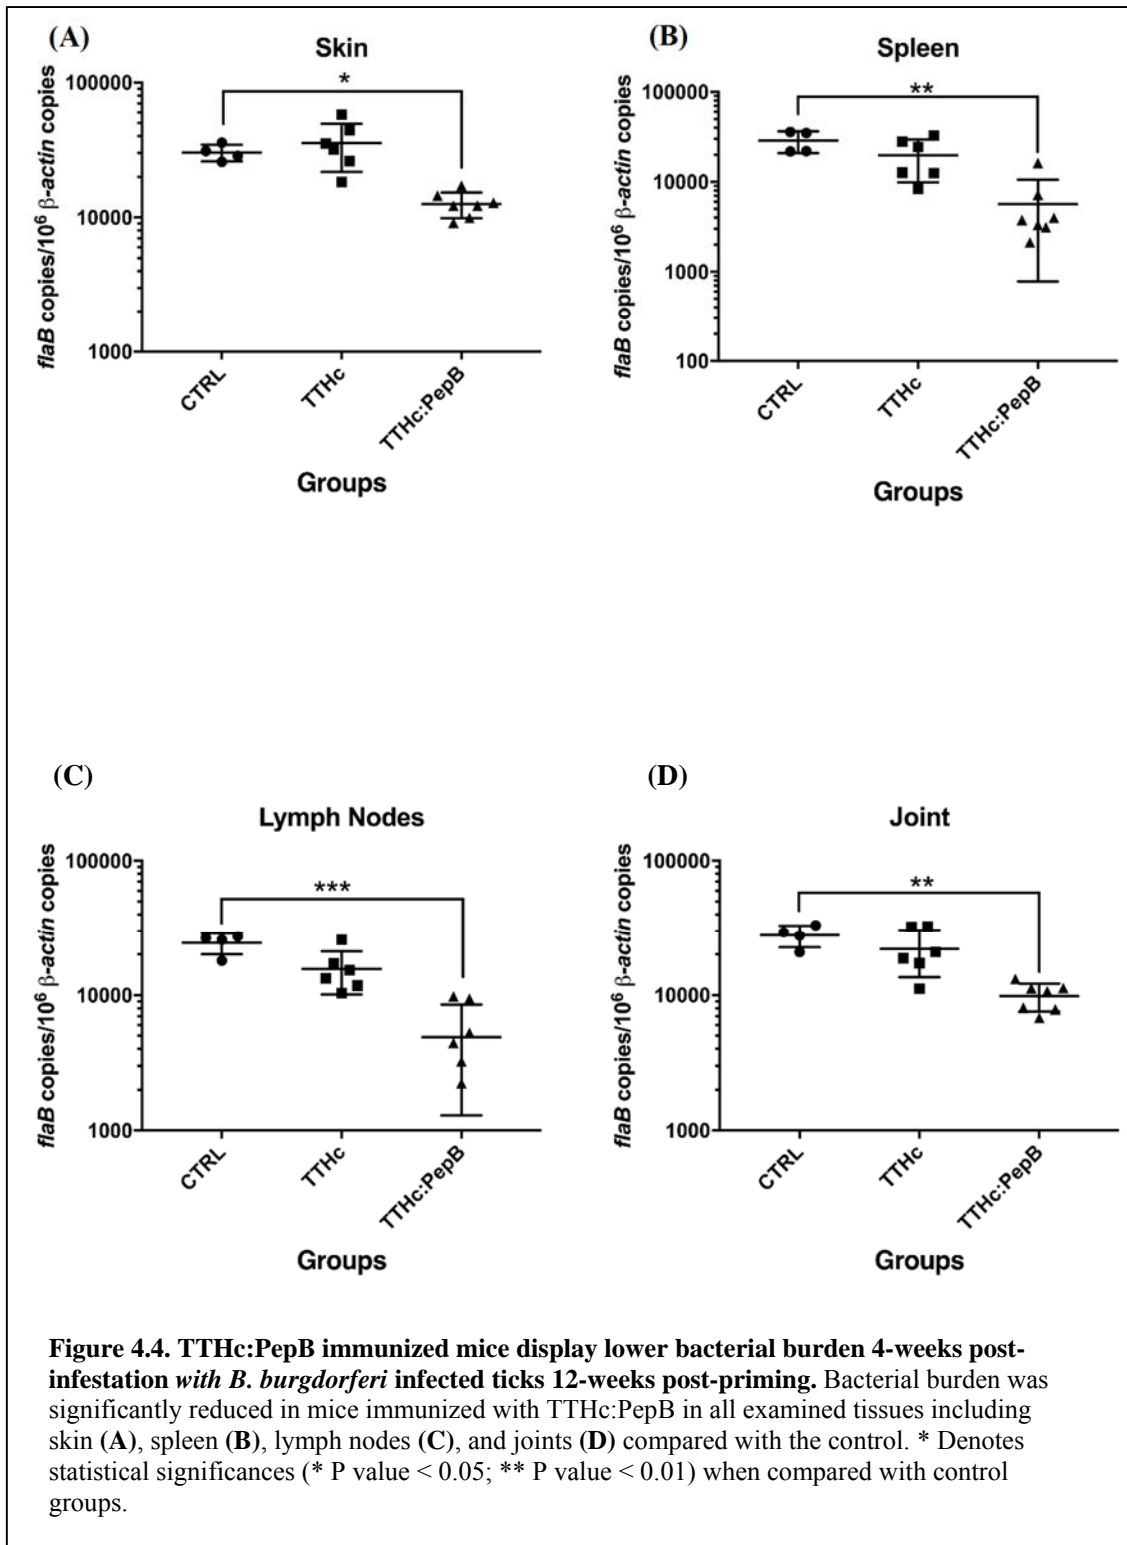 (A)
Skin
*
flaB copies/10⁶ β-actin copies
100000
10000
1000
CTRL
TTHc
TTHc:PepB
Groups
(B)
Spleen
**
flaB copies/10⁶ β-actin copies
100000
10000
1000
100
CTRL
TTHc
TTHc:PepB
Groups
(C)
Lymph Nodes
***
flaB copies/10⁶ β-actin copies
100000
10000
1000
CTRL
TTHc
TTHc:PepB
Groups
(D)
Joint
**
flaB copies/10⁶ β-actin copies
100000
10000
1000
CTRL
TTHc
TTHc:PepB
Groups
Figure 4.4. TTHc:PepB immunized mice display lower bacterial burden 4-weeks post-
infestation with B. burgdorferi infected ticks 12-weeks post-priming. Bacterial burden was
significantly reduced in mice immunized with TTHc:PepB in all examined tissues including
skin (A), spleen (B), lymph nodes (C), and joints (D) compared with the control. * Denotes
statistical significances (* P value < 0.05; ** P value < 0.01) when compared with control
groups.